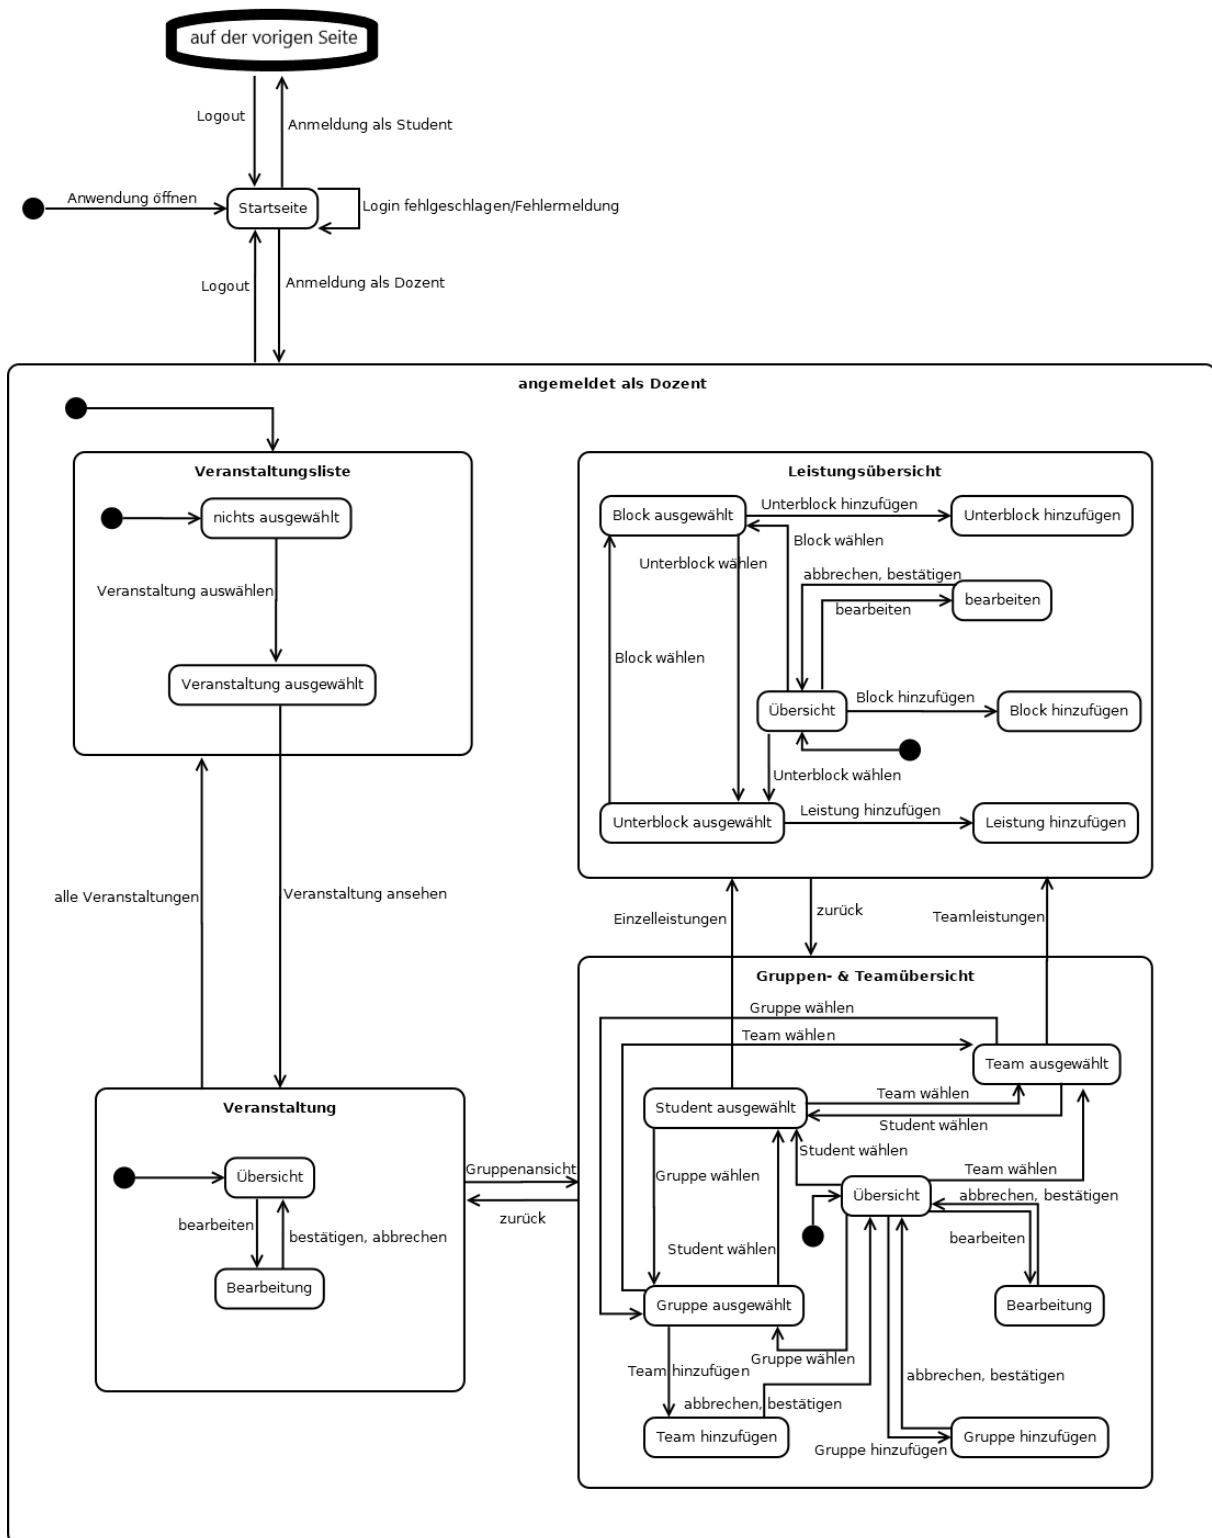 auf der vorigen Seite
Logout
Anmeldung als Student
Anwendung öffnen
Startseite
Login fehlgeschlagen/Fehlermeldung
Logout
Anmeldung als Dozent
angemeldet als Dozent
Veranstaltungsliste
nichts ausgewählt
Veranstaltung auswählen
Veranstaltung ausgewählt
alle Veranstaltungen
Veranstaltung ansehen
Veranstaltung
Übersicht
bearbeiten
bestätigen, abbrechen
Bearbeitung
Gruppenansicht
zurück
Leistungsübersicht
Block ausgewählt
Unterblock hinzufügen
Unterblock hinzufügen
Block wählen
Unterblock wählen
abbrechen, bestätigen
bearbeiten
bearbeiten
Block wählen
Übersicht
Block hinzufügen
Block hinzufügen
Unterblock wählen
Unterblock ausgewählt
Leistung hinzufügen
Leistung hinzufügen
Einzelleistungen
zurück
Teamleistungen
Gruppen- & Teamübersicht
Gruppe wählen
Team wählen
Team ausgewählt
Student ausgewählt
Team wählen
Student wählen
Student wählen
Gruppe wählen
Team wählen
Übersicht
abbrechen, bestätigen
bearbeiten
Student wählen
Gruppe ausgewählt
Bearbeitung
Gruppe wählen
Team hinzufügen
abbrechen, bestätigen
abbrechen, bestätigen
Team hinzufügen
Gruppe hinzufügen
Gruppe hinzufügen